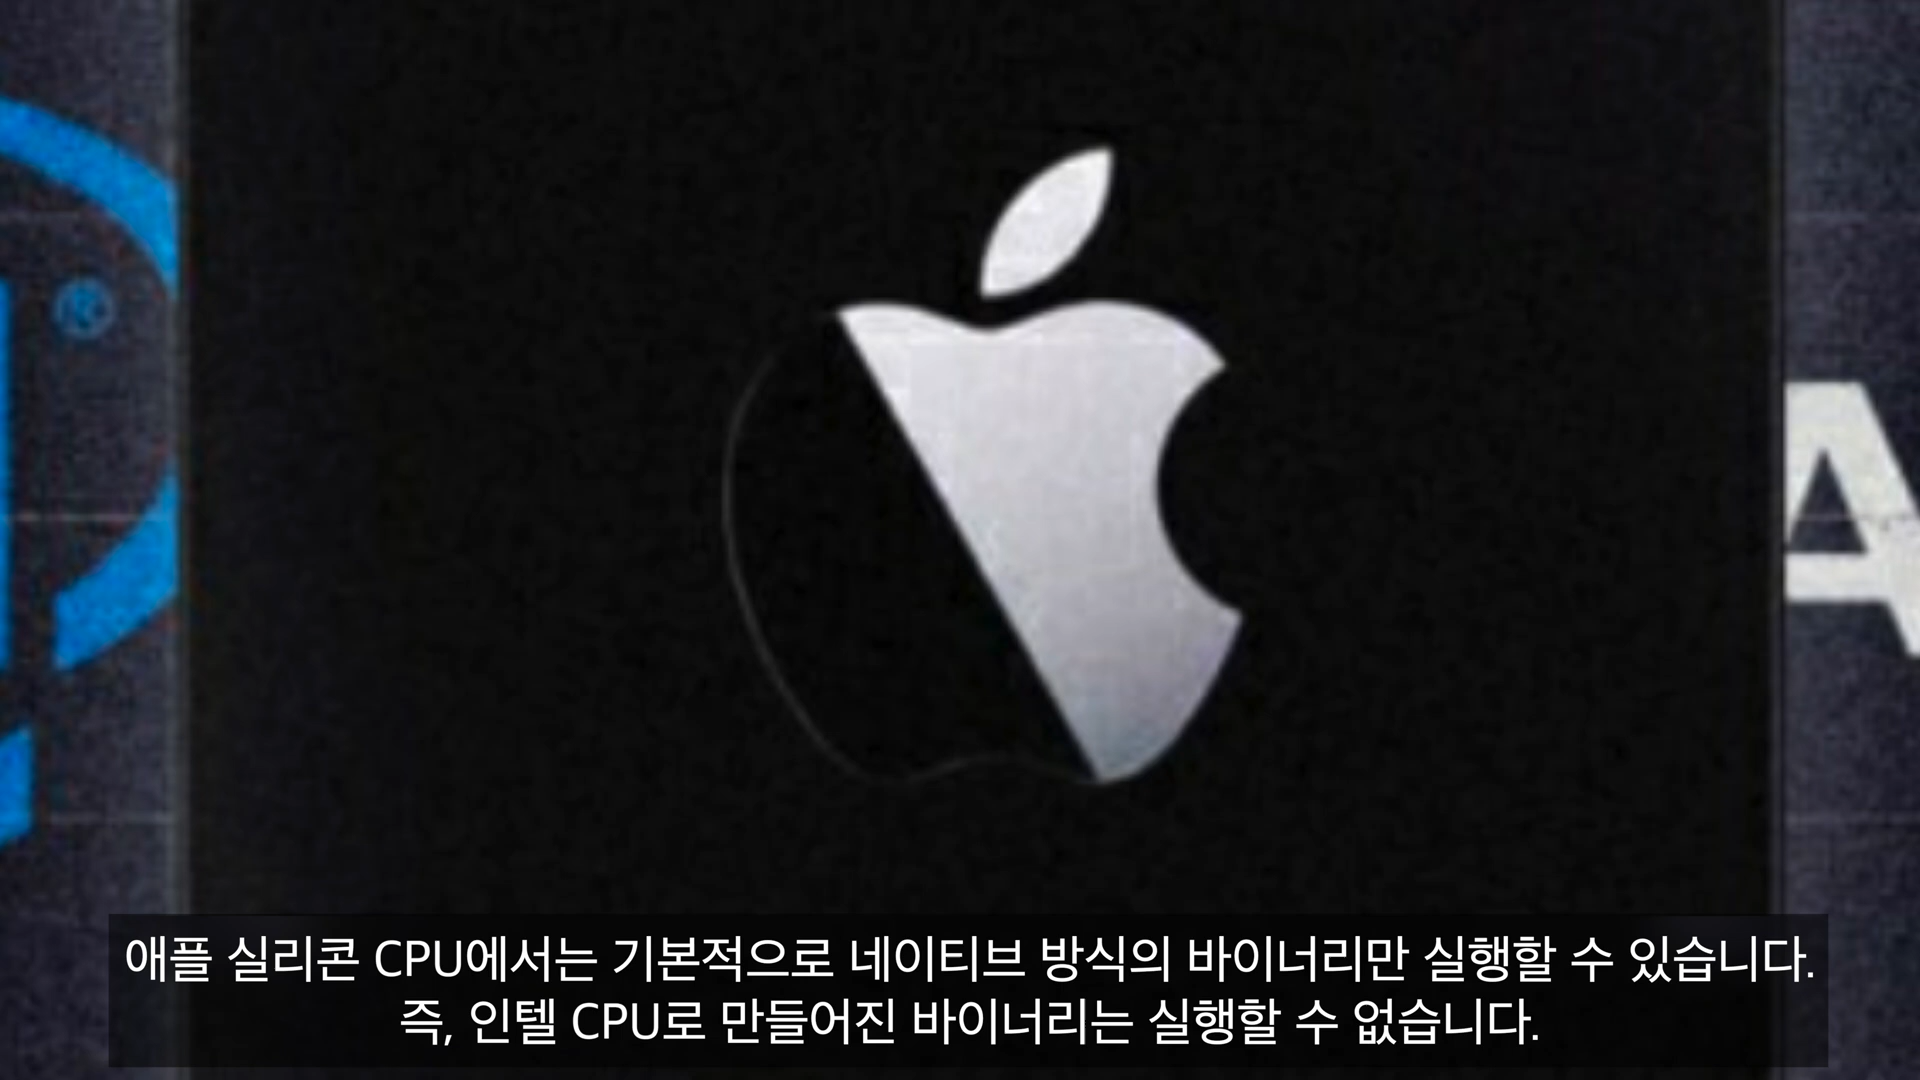 ®
A
애플 실리콘 CPU에서는 기본적으로 네이티브 방식의 바이너리만 실행할 수 있습니다.
즉, 인텔 CPU로 만들어진 바이너리는 실행할 수 없습니다.